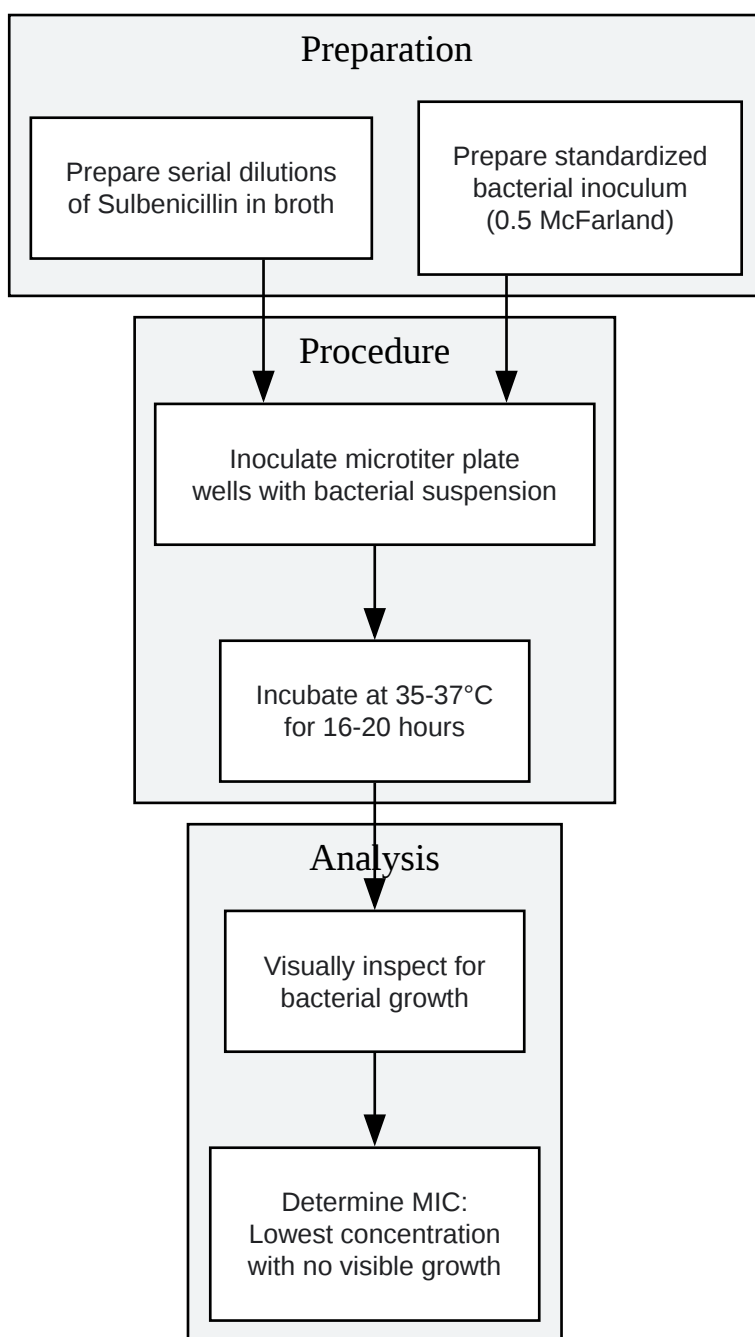 Preparation
Prepare serial dilutions
of Sulbenicillin in broth
Prepare standardized
bacterial inoculum
(0.5 McFarland)
Procedure
Inoculate microtiter plate
wells with bacterial suspension
Incubate at 35-37°C
for 16-20 hours
Analysis
Visually inspect for
bacterial growth
Determine MIC:
Lowest concentration
with no visible growth